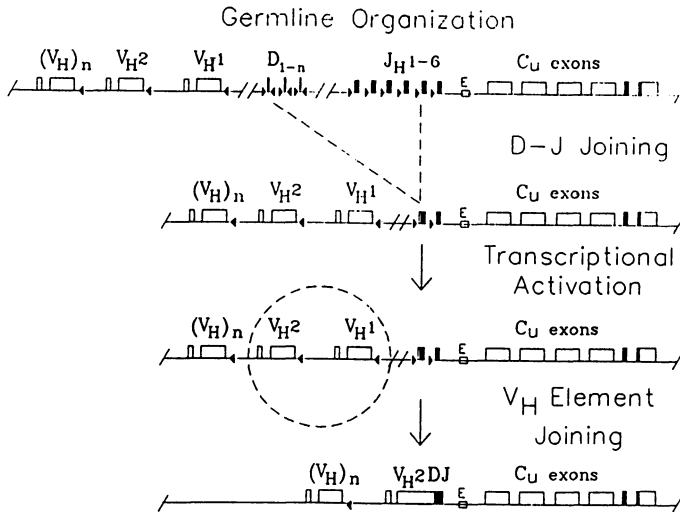 Germline Organization
(VH)n VH2 VH1 D1-n JH1-6 E Cu exons
D-J Joining
(VH)n VH2 VH1 E Cu exons
Transcriptional
Activation
(VH)n VH2 VH1 E Cu exons
VH Element
Joining
(VH)n VH2DJ E Cu exons